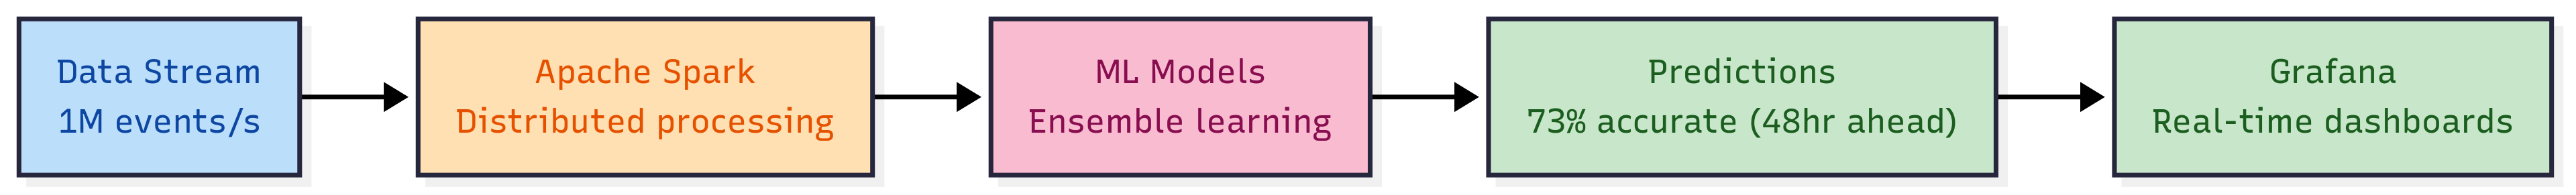 Data Stream
1M events/s
Apache Spark
Distributed processing
ML Models
Ensemble learning
Predictions
73% accurate (48hr ahead)
Grafana
Real-time dashboards